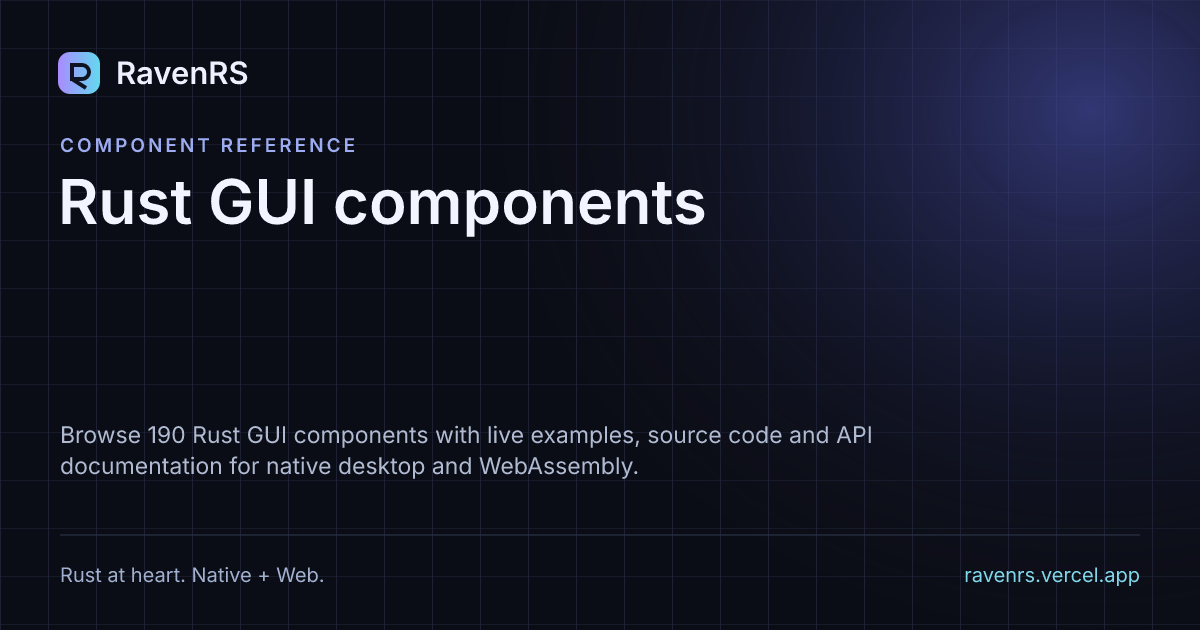 RavenRS
COMPONENT REFERENCE
Rust GUI components
Browse 190 Rust GUI components with live examples, source code and API
documentation for native desktop and WebAssembly.
Rust at heart. Native + Web.
ravenrs.vercel.app